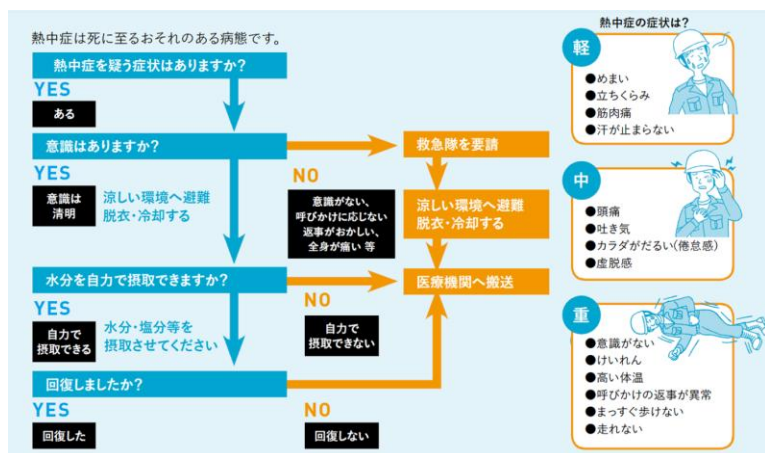 熱中症は死に至るおそれのある病態です。
熱中症を疑う症状はありますか?
YES
ある
意識はありますか?
YES
意識は
清明
涼しい環境へ避難
脱衣・冷却する
NO
意識がない、
呼びかけに応じない
返事がおかしい、
全身が痛い 等
救急隊を要請
涼しい環境へ避難
脱衣・冷却する
水分を自力で摂取できますか?
YES
自力で
摂取できる
水分・塩分等を
摂取させてください
NO
自力で
摂取できない
医療機関へ搬送
回復しましたか?
YES
回復した
NO
回復しない
熱中症の症状は?
軽
●めまい
●立ちくらみ
●筋肉痛
●汗が止まらない
中
●頭痛
●吐き気
●カラダがだるい(倦怠感)
●虚脱感
重
●意識がない
●けいれん
●高い体温
●呼びかけの返事が異常
●まっすぐ歩けない
●走れない